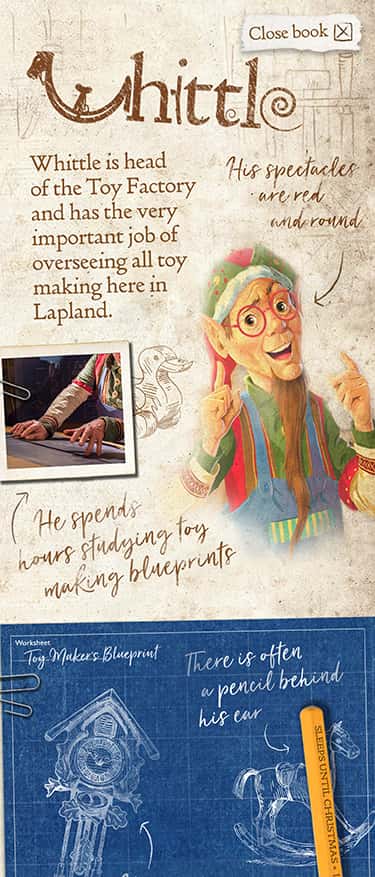 Close book
Whittle
Whittle is head
of the Toy Factory
and has the very
important job of
overseeing all toy
making here in
Lapland.
His spectacles
are red
and round
He spends
hours studying toy
making blueprints
Worksheet
Toy Maker's Blueprint
There is often
a pencil behind
his ear
SLEEPS UNTIL CHRISTMAS